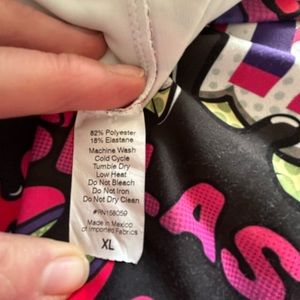 82% Polyester
18% Elastane
Machine Wash
Cold Cycle
Tumble Dry
Low Heat
Do Not Bleach
Do Not Iron
Do Not Dry Clean
#RN158059
Made in Mexico
of Imported Fabrics
XL
EAS